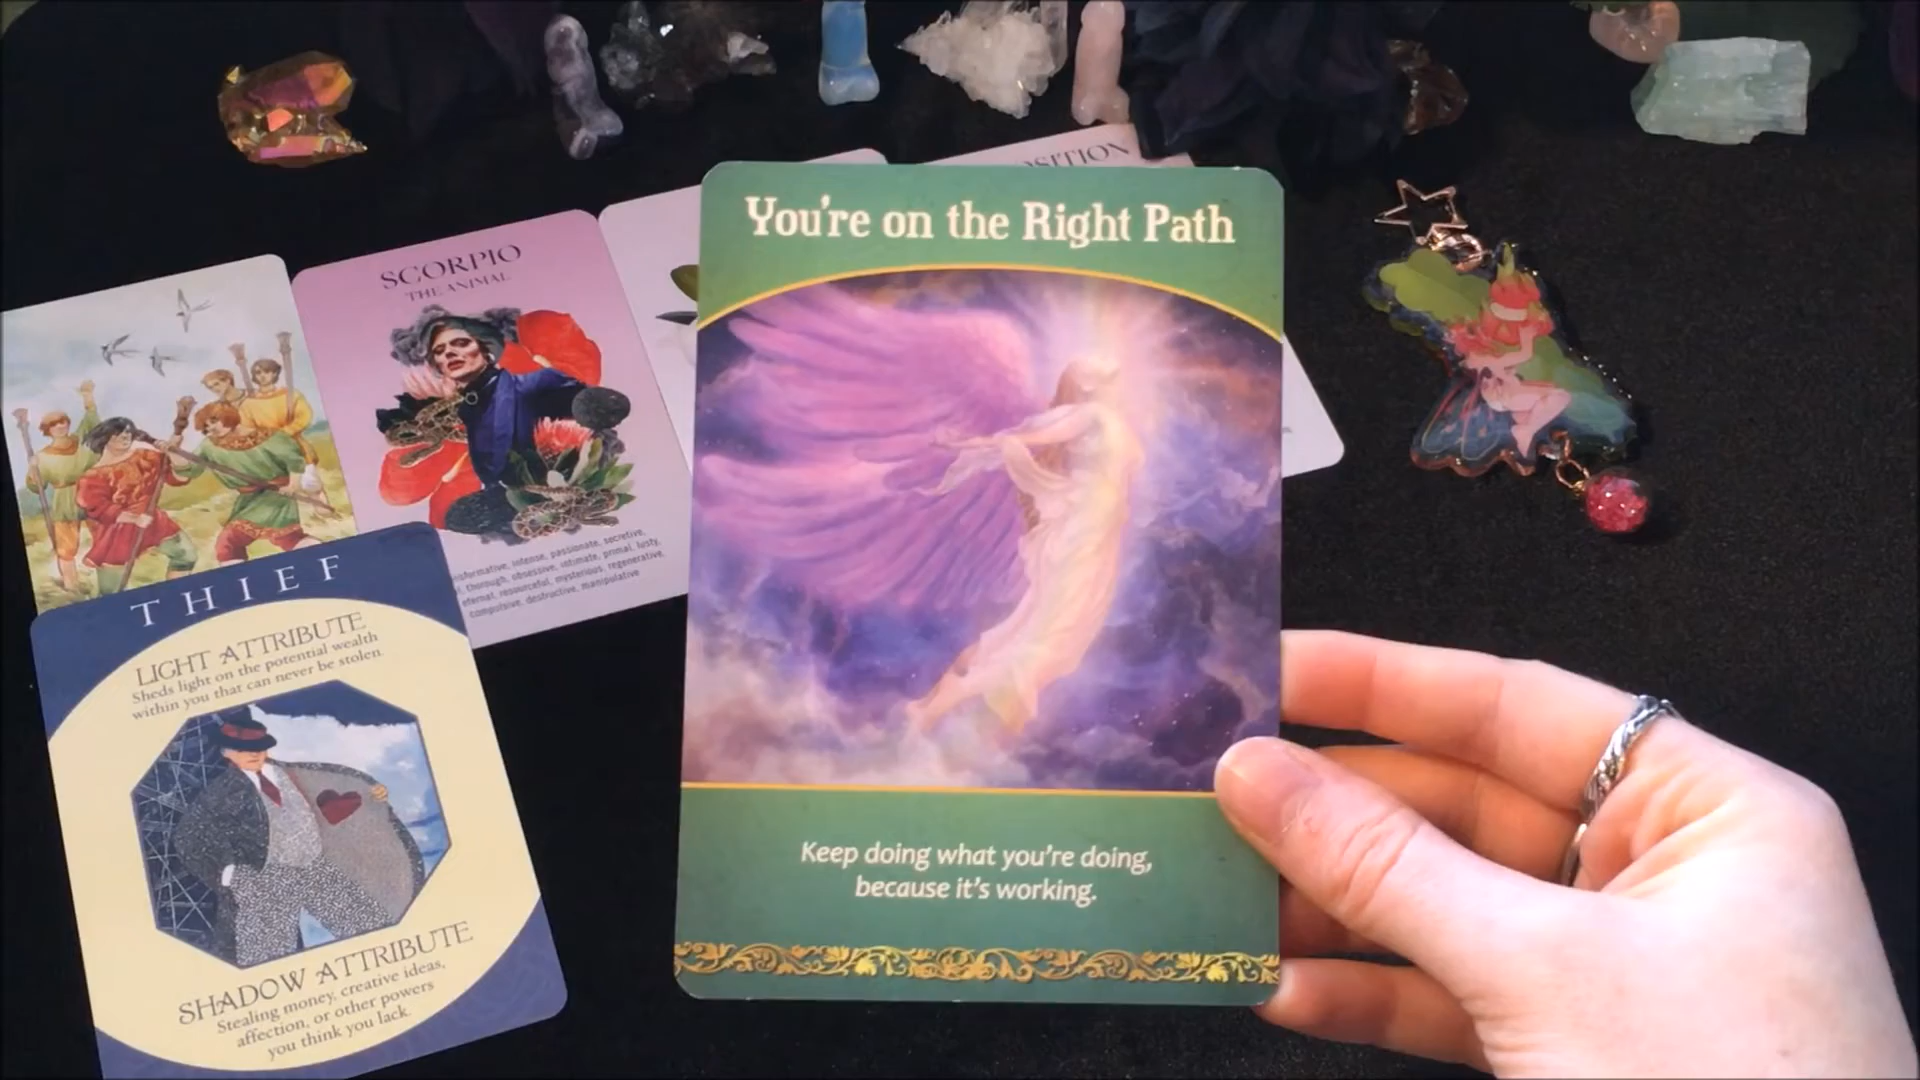 OSITION
You're on the Right Path
Keep doing what you're doing,
because it's working.
SCORPIO
THE ANIMAL
intense, passionate, secretive,
thorough, obsessive, intimate, primal, lusty,
eternal, resourceful, mysterious, regenerative,
compulsive, destructive, manipulative
THIEF
LIGHT ATTRIBUTE
Sheds light on the potential wealth
within you that can never be stolen.
SHADOW ATTRIBUTE
Stealing money, creative ideas,
affection, or other powers
you think you lack.